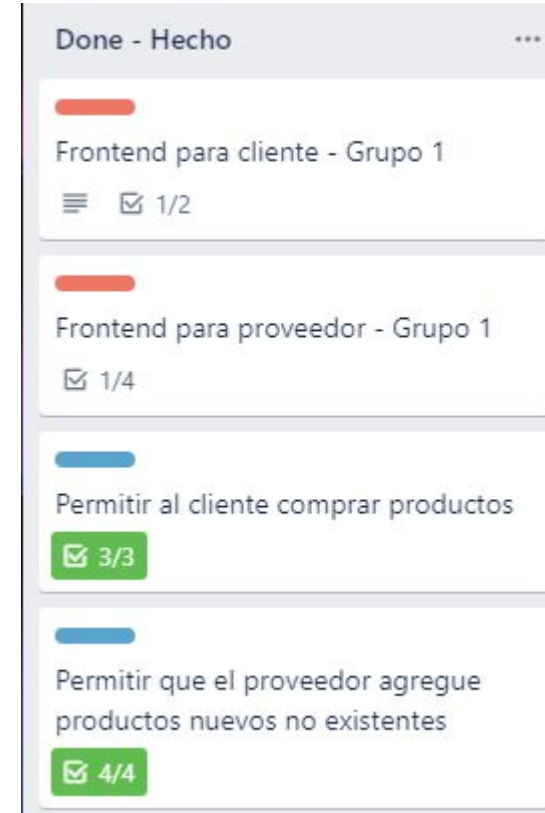 Done - Hecho
Frontend para cliente - Grupo 1
1/2
Frontend para proveedor - Grupo 1
1/4
Permitir al cliente comprar productos
3/3
Permitir que el proveedor agregue
productos nuevos no existentes
4/4